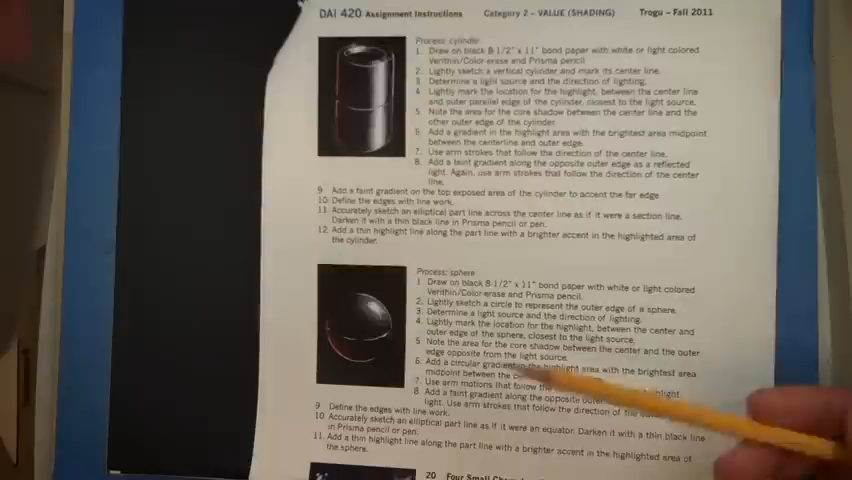 DAI 420 Assignment Instructions Category 2 – VALUE (SHADING) Trogu – Fall 2011
Process: cylinder
1. Draw on black 8-1/2" x 11" bond paper with white or light colored
Verithin/Color-erase and Prisma pencil
2. Lightly sketch a vertical cylinder and mark its center line.
3. Determine a light source and the direction of lighting.
4. Lightly mark the location for the highlight, between the center line
and outer parallel edge of the cylinder, closest to the light source.
5. Note the area for the core shadow between the center line and the
other outer edge of the cylinder.
6. Add a gradient in the highlight area with the brightest area midpoint
between the centerline and outer edge.
7. Use arm strokes that follow the direction of the center line.
8. Add a faint gradient along the opposite outer edge as a reflected
light. Again, use arm strokes that follow the direction of the center
line.
9. Add a faint gradient on the top exposed area of the cylinder to accent the far edge
10. Define the edges with line work.
11. Accurately sketch an elliptical part line across the center line as if it were a section line.
Darken it with a thin black line in Prisma pencil or pen.
12. Add a thin highlight line along the part line with a brighter accent in the highlighted area of
the cylinder.
Process: sphere
1. Draw on black 8-1/2" x 11" bond paper with white or light colored
Verithin/Color-erase and Prisma pencil.
2. Lightly sketch a circle to represent the outer edge of a sphere.
3. Determine a light source and the direction of lighting.
4. Lightly mark the location for the highlight, between the center and
outer edge of the sphere, closest to the light source.
5. Note the area for the core shadow between the center and the outer
edge opposite from the light source.
6. Add a circular gradient highlight area with the brightest area
midpoint between the
7. Use arm motions that follow the highlight.
8. Add a faint gradient along the opposite outer
light. Use arm strokes that follow the direction of the
9. Define the edges with line work.
10. Accurately sketch an elliptical part line as if it were an equator. Darken it with a thin black line
in Prisma pencil or pen.
11. Add a thin highlight line along the part line with a brighter accent in the highlighted area of
the sphere.
20 Four Small